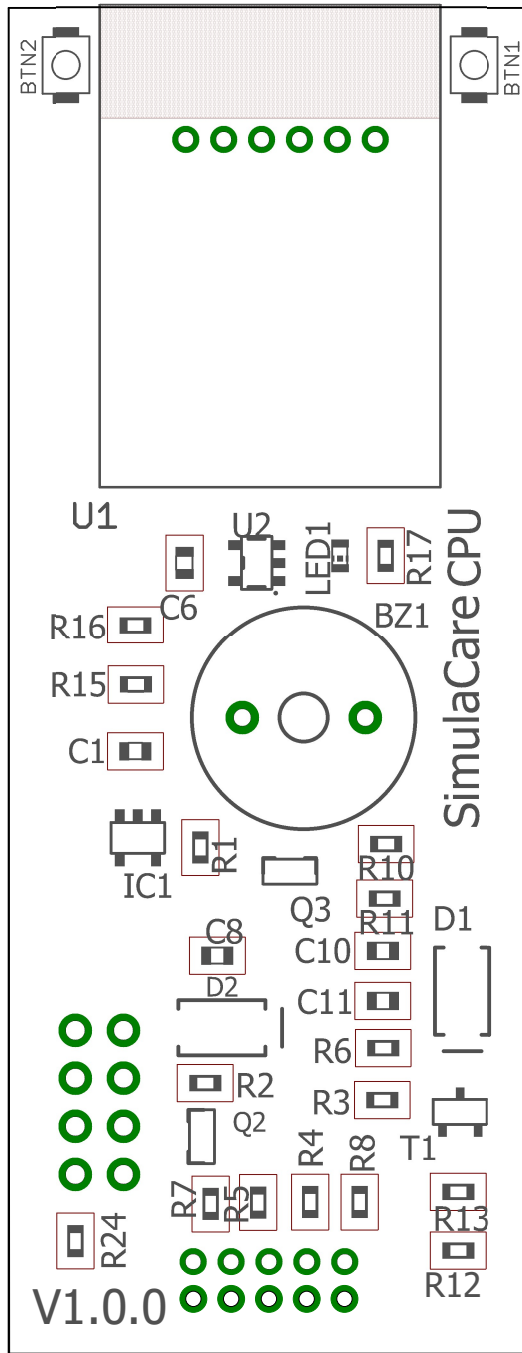 BTN2
BTN1
U1
U2
LED1
R17
C6
BZ1
R16
R15
C1
SimulaCare CPU
IC1
R1
R10
Q3
R11
D1
C8
C10
D2
C11
R6
R2
R3
Q2
T1
R4
R8
R7
R5
R13
R24
R12
V1.0.0